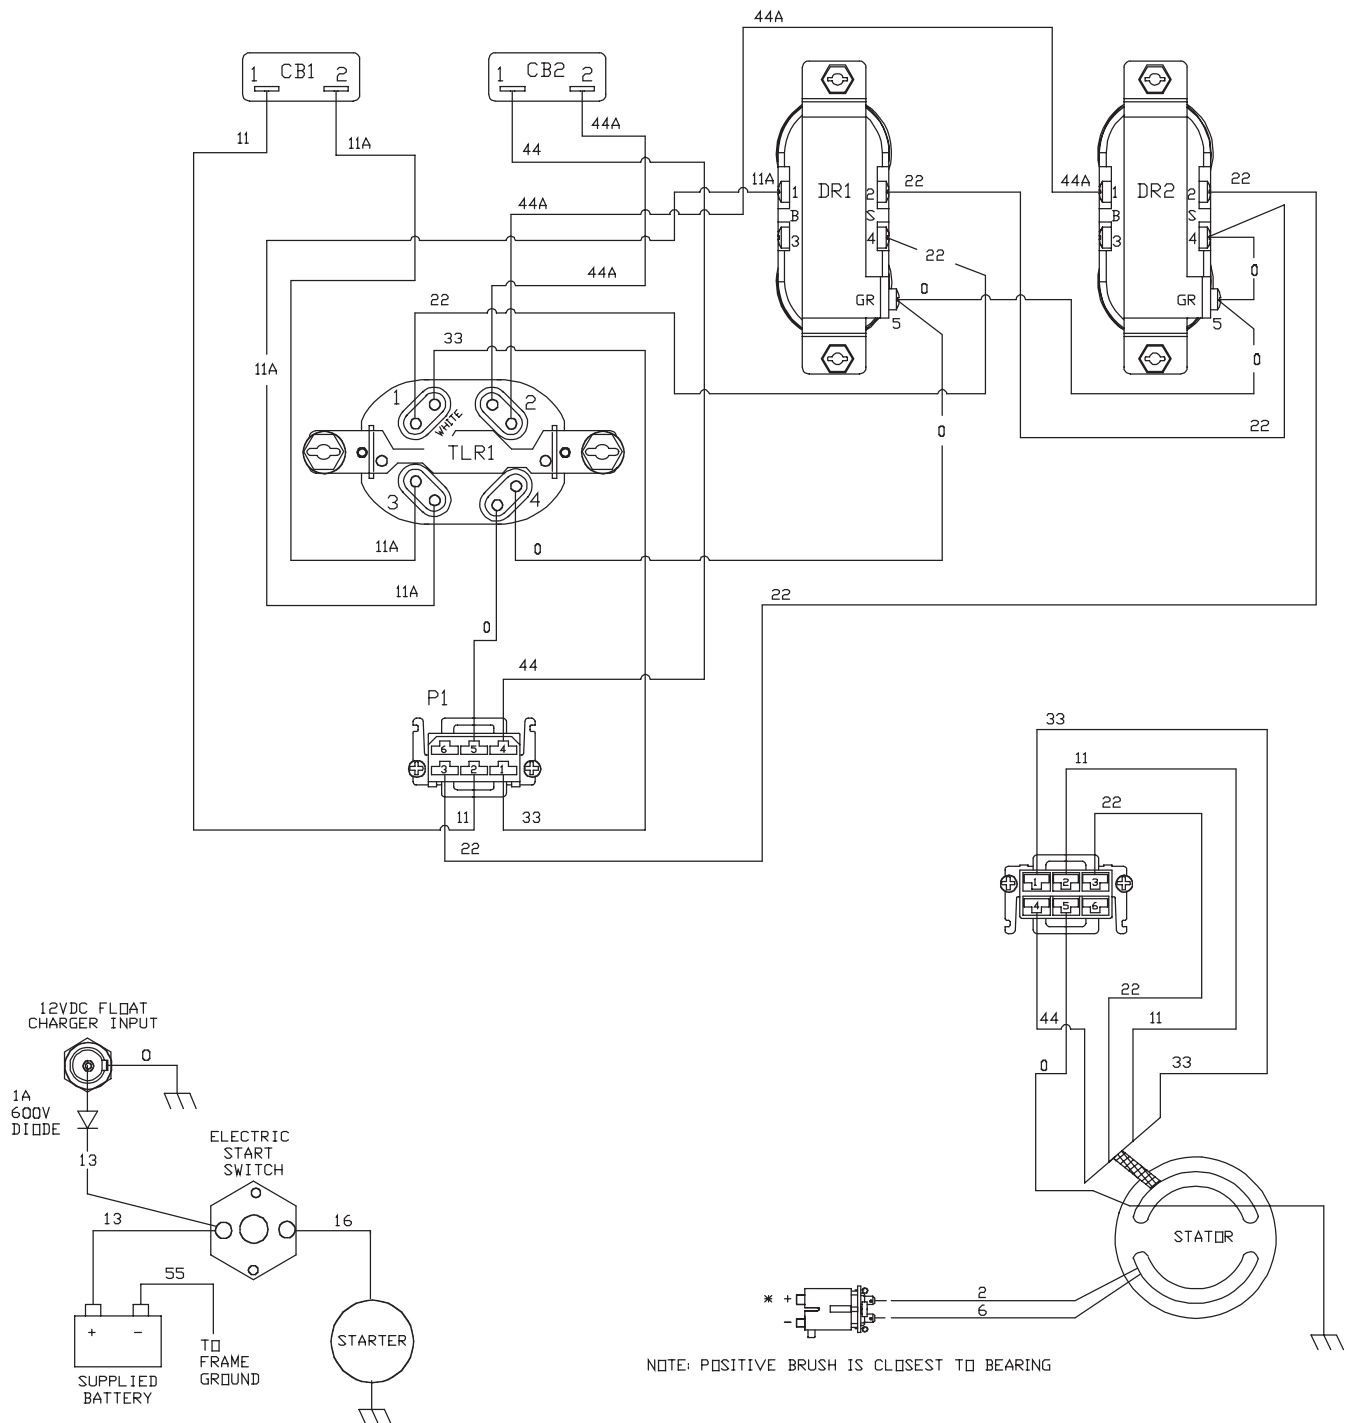 44A
1 CB1 2
1 CB2 2
11
11A
44
44A
11A
1 DR1 2
22
44A
1 DR2 2
22
44A
B S
B S
3 4
3 4
22
0
44A
0
GR
GR
22
5
5
33
0
11A
1
2
WHITE
22
0
TLR1
3
4
11A
0
11A
22
0
44
P1
6 5 4
3 2 1
11
33
22
33
11
22
1 2 3
4 5 6
22
44
11
0
33
12VDC FLOAT
CHARGER INPUT
0
1A
600V
DIODE
13
ELECTRIC
START
SWITCH
13
16
55
+ -
TO
FRAME
GROUND
SUPPLIED
BATTERY
STARTER
STATOR
* +
-
2
6
NOTE: POSITIVE BRUSH IS CLOSEST TO BEARING